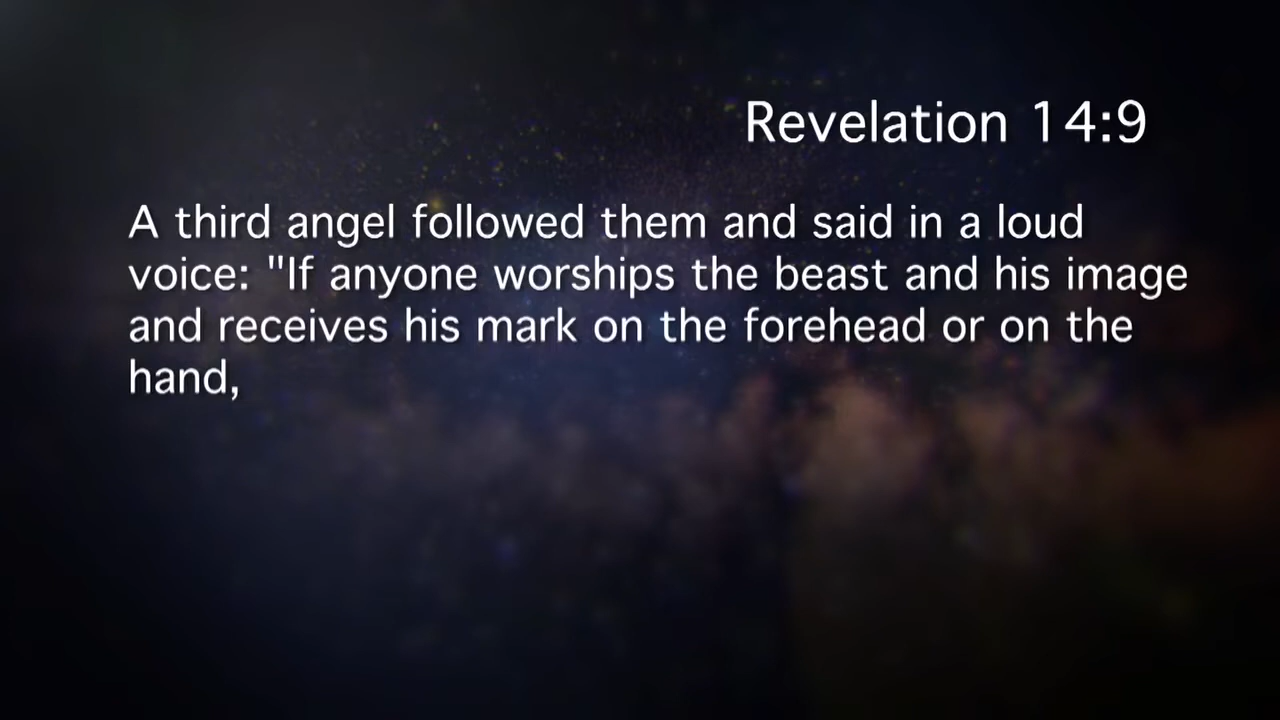 Revelation 14:9
A third angel followed them and said in a loud
voice: "If anyone worships the beast and his image
and receives his mark on the forehead or on the
hand,